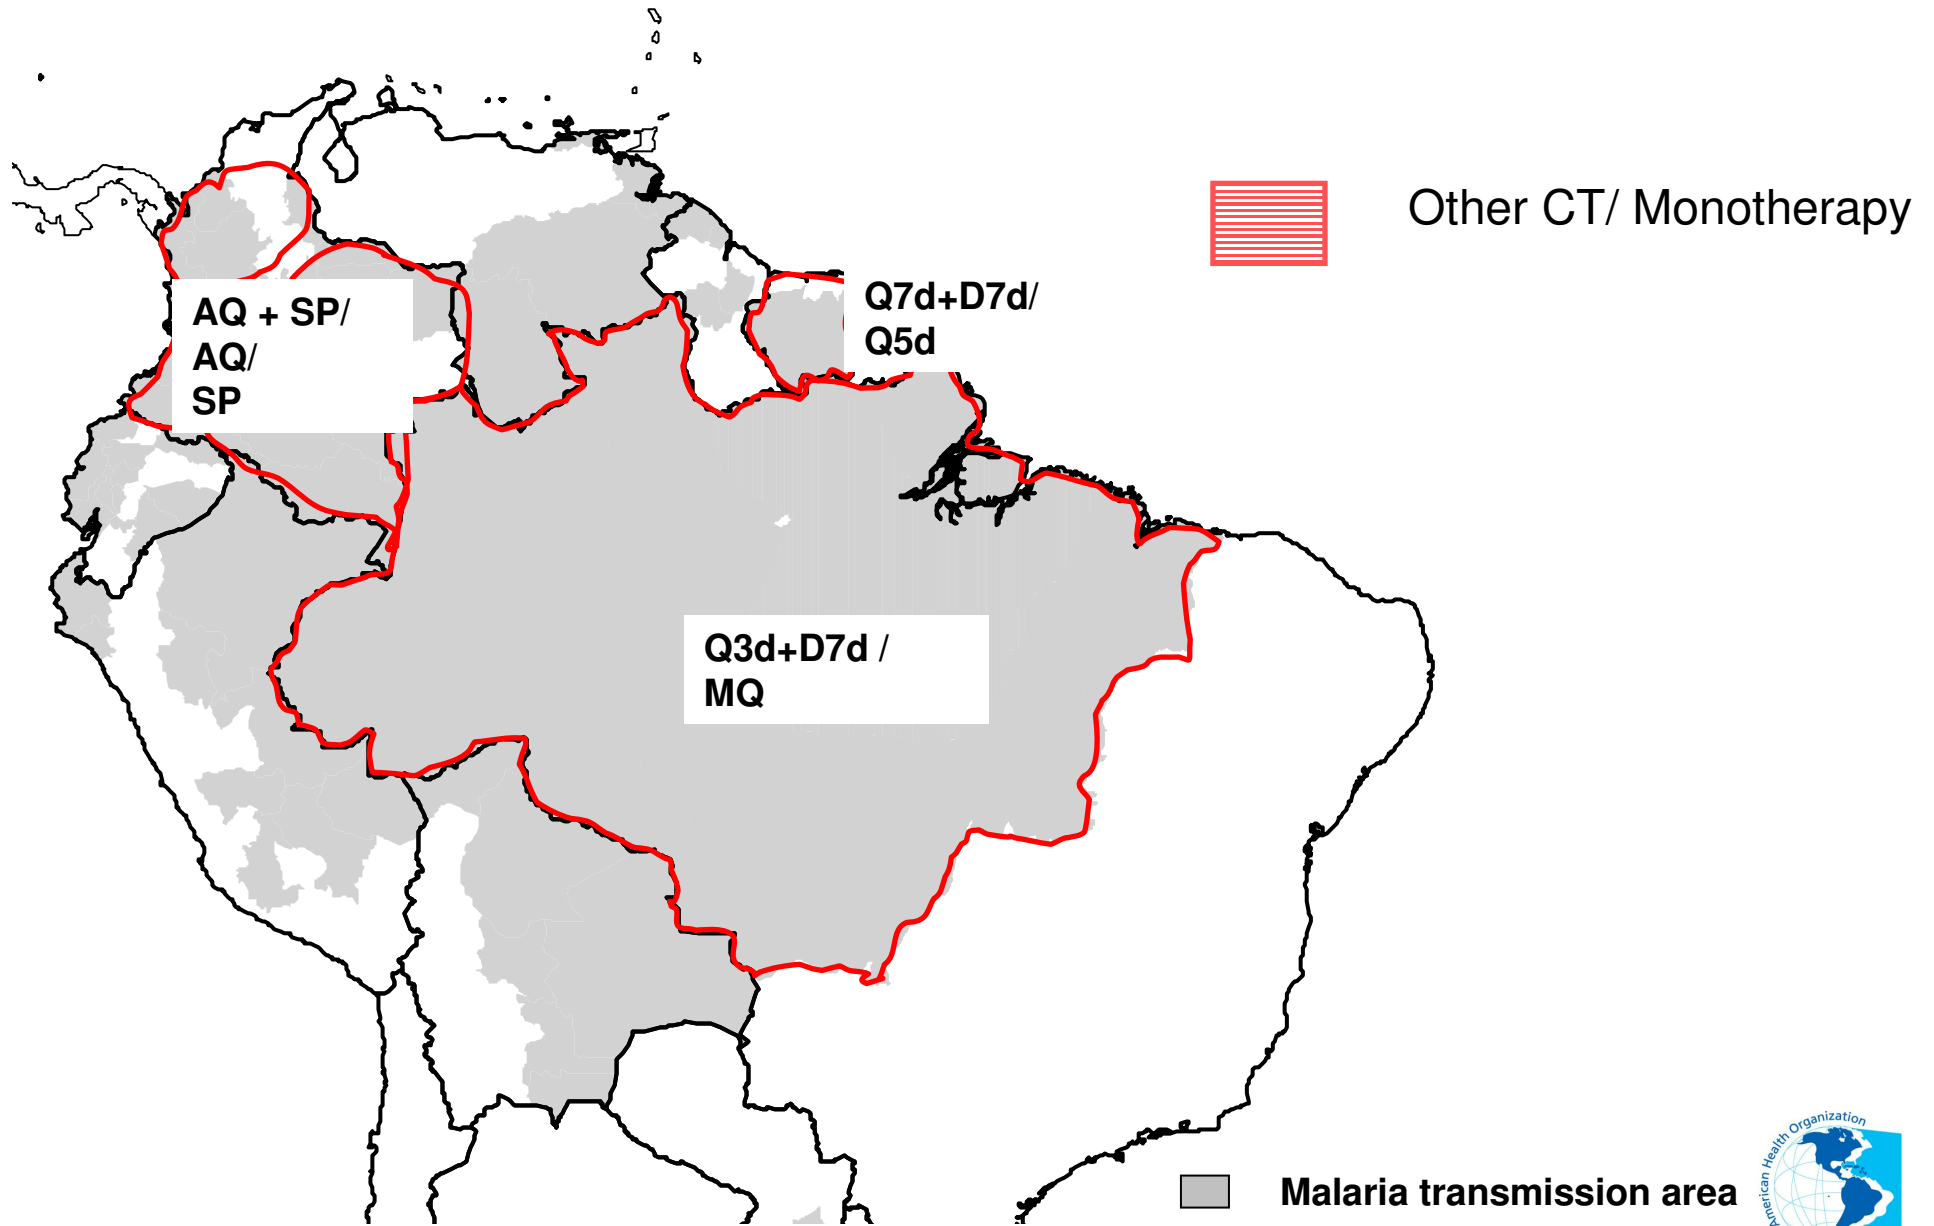 Other CT/ Monotherapy
Q7d+D7d/
Q5d
AQ + SP/
AQ/
SP
Q3d+D7d /
MQ
Malaria transmission area
American Health Organization